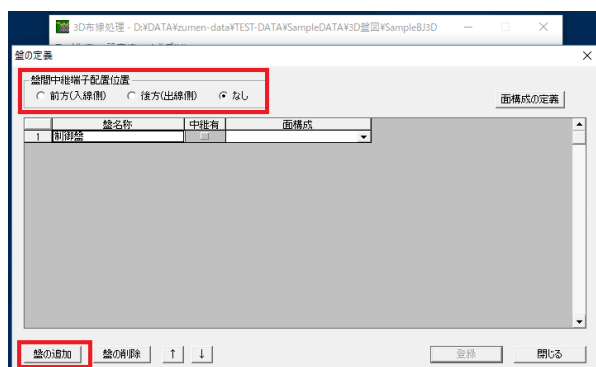 3D布線処理 - D:¥DATA¥zumen-data¥TEST-DATA¥SampleDATA¥3D盤図¥SampleBJ3D
盤の定義
盤間中継端子配置位置
前方(入線側) 後方(出線側) なし
面構成の定義
盤名称 中継有 面構成
1 制御盤
盤の追加 盤の削除 ↑ ↓ 登録 閉じる